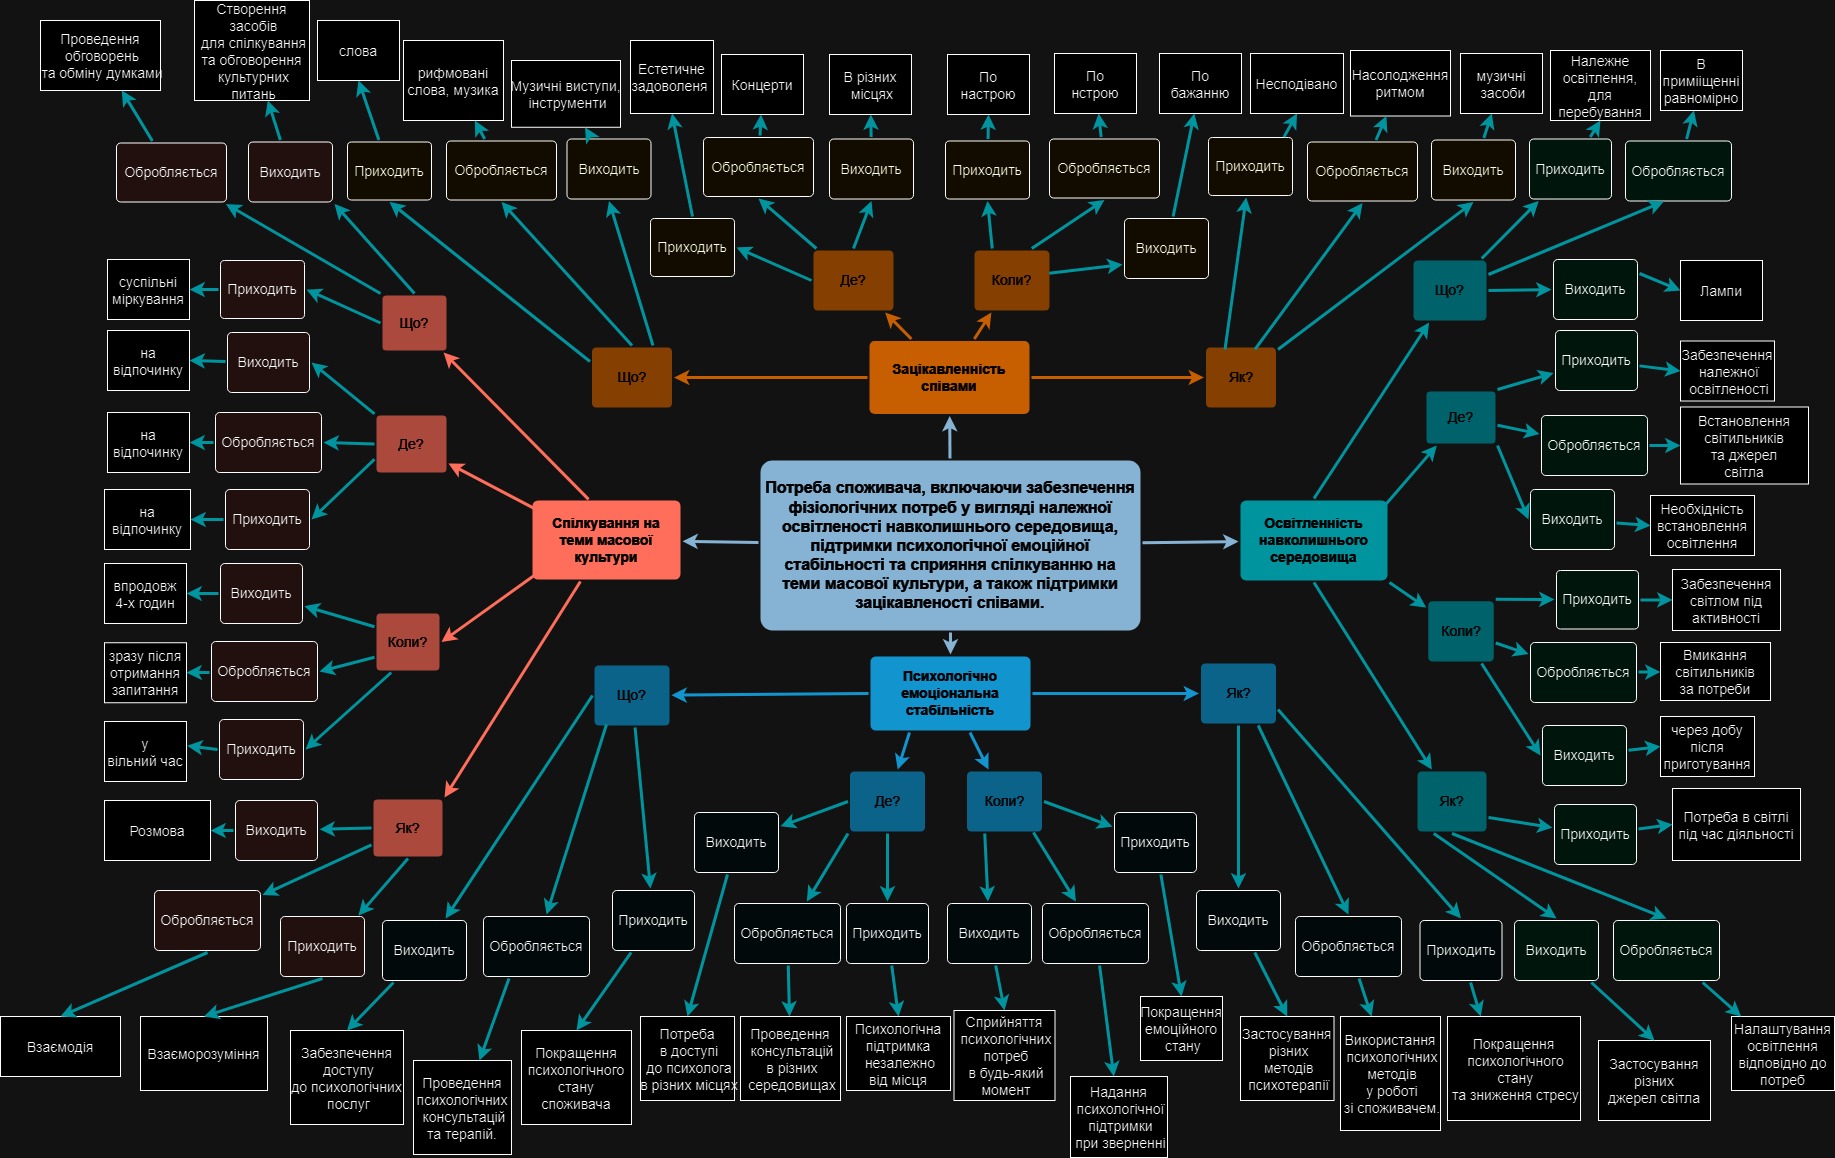 Проведення
обговорень
та обміну думками
Створення
засобів
для спілкування
та обговорення
культурних
питань
слова
рифмовані
слова, музика
Музичні виступи,
інструменти
Естетичне
задоволеня
Концерти
В різних
місцях
По
настрою
По
нстрою
По
бажанню
Несподівано
Насолодження
ритмом
музичні
засоби
Належне
освітлення,
для
перебування
В
приміщенні
равномірно
Обробляється
Виходить
Приходить
Обробляється
Виходить
Обробляється
Виходить
Приходить
Обробляється
Приходить
Обробляється
Виходить
Приходить
Обробляється
Приходить
Виходить
Де?
Коли?
Що?
Виходить
Лампи
суспільні
міркування
Приходить
Що?
на
відпочинку
Виходить
Що?
Зацікавленність
співами
Як?
Приходить
Забезпечення
належної
освітленості
Де?
на
відпочинку
Обробляється
Де?
Обробляється
Встановлення
світильників
та джерел
світла
на
відпочинку
Приходить
Спілкування на
теми масової
культури
Потреба споживача, включаючи забезпечення
фізіологічних потреб у вигляді належної
освітленості навколишнього середовища,
підтримки психологічної емоційної
стабільності та сприяння спілкуванню на
теми масової культури, а також підтримки
зацікавленості співами.
Освітленність
навколишнього
середовища
Виходить
Необхідність
встановлення
освітлення
впродовж
4-х годин
Виходить
Коли?
Коли?
Приходить
Забезпечення
світлом під
активності
зразу після
отримання
запитання
Обробляється
Обробляється
Вмикання
світильників
за потреби
Що?
Психологічно
емоціональна
стабільність
Як?
у
вільний час
Приходить
Виходить
через добу
після
приготування
Розмова
Виходить
Як?
Де?
Коли?
Як?
Приходить
Потреба в світлі
під час діяльності
Виходить
Приходить
Обробляється
Приходить
Виходить
Обробляється
Приходить
Обробляється
Приходить
Виходить
Обробляється
Виходить
Обробляється
Приходить
Виходить
Обробляється
Взаємодія
Взаєморозуміння
Забезпечення
доступу
до психологічних
послуг
Проведення
психологічних
консультацій
та терапій.
Покращення
психологічного
стану
споживача
Потреба
в доступі
до психолога
в різних місцях
Проведення
консультацій
в різних
середовищах
Психологічна
підтримка
незалежно
від місця
Сприйняття
психологічних
потреб
в будь-який
момент
Надання
психологічної
підтримки
при зверненні
Покращення
емоційного
стану
Застосування
різних
методів
психотерапії
Використання
психологічних
методів
у роботі
зі споживачем.
Покращення
психологічного
стану
та зниження стресу
Застосування
різних
джерел світла
Налаштування
освітлення
відповідно до
потреб